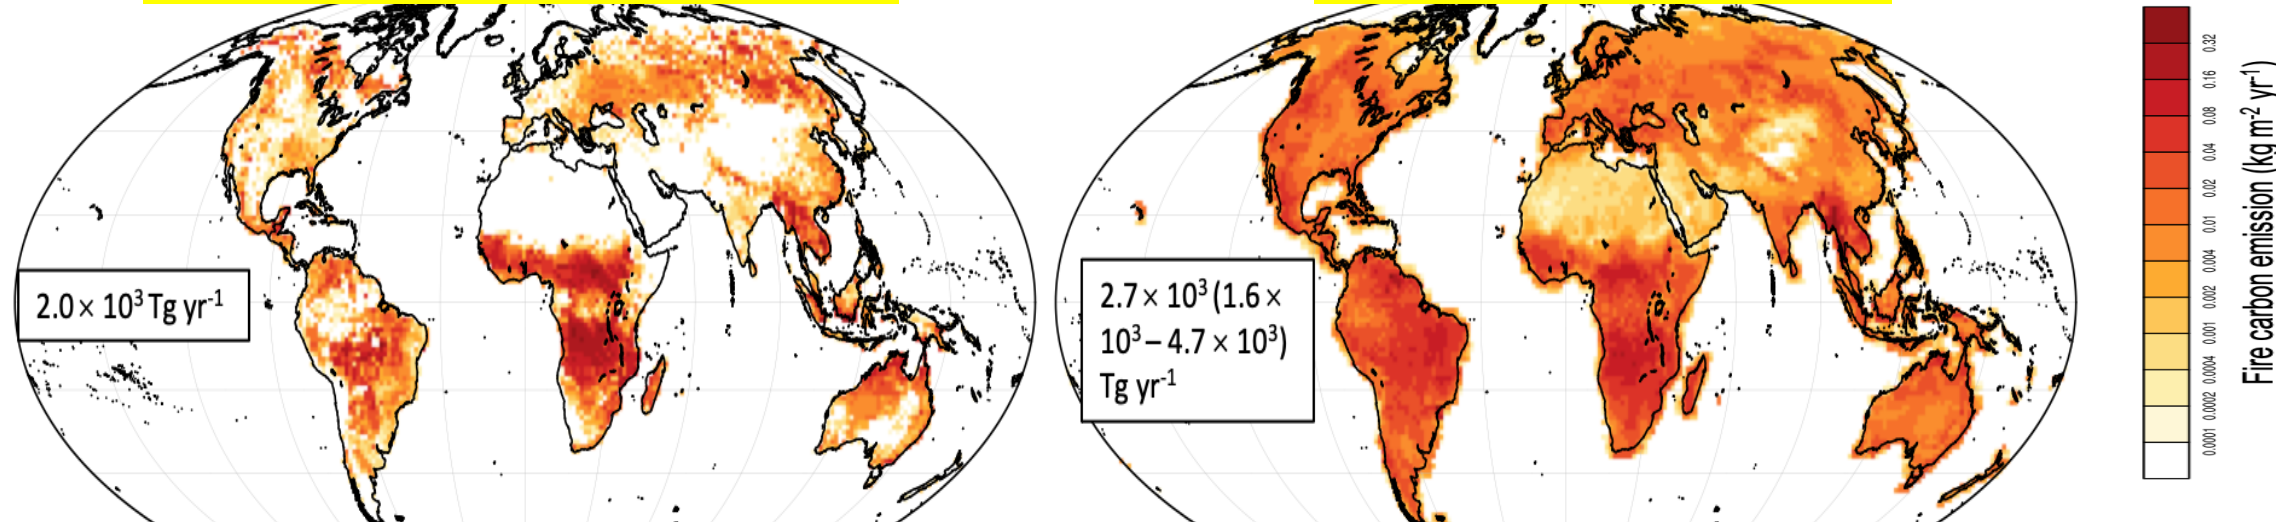 2.0 × 10³ Tg yr⁻¹
2.7 × 10³ (1.6 ×
10³ – 4.7 × 10³)
Tg yr⁻¹
0.32
0.16
0.08
0.04
0.02
0.01
0.004
0.002
0.001
0.0004
0.0002
0.0001
Fire carbon emission (kg m⁻² yr⁻¹)